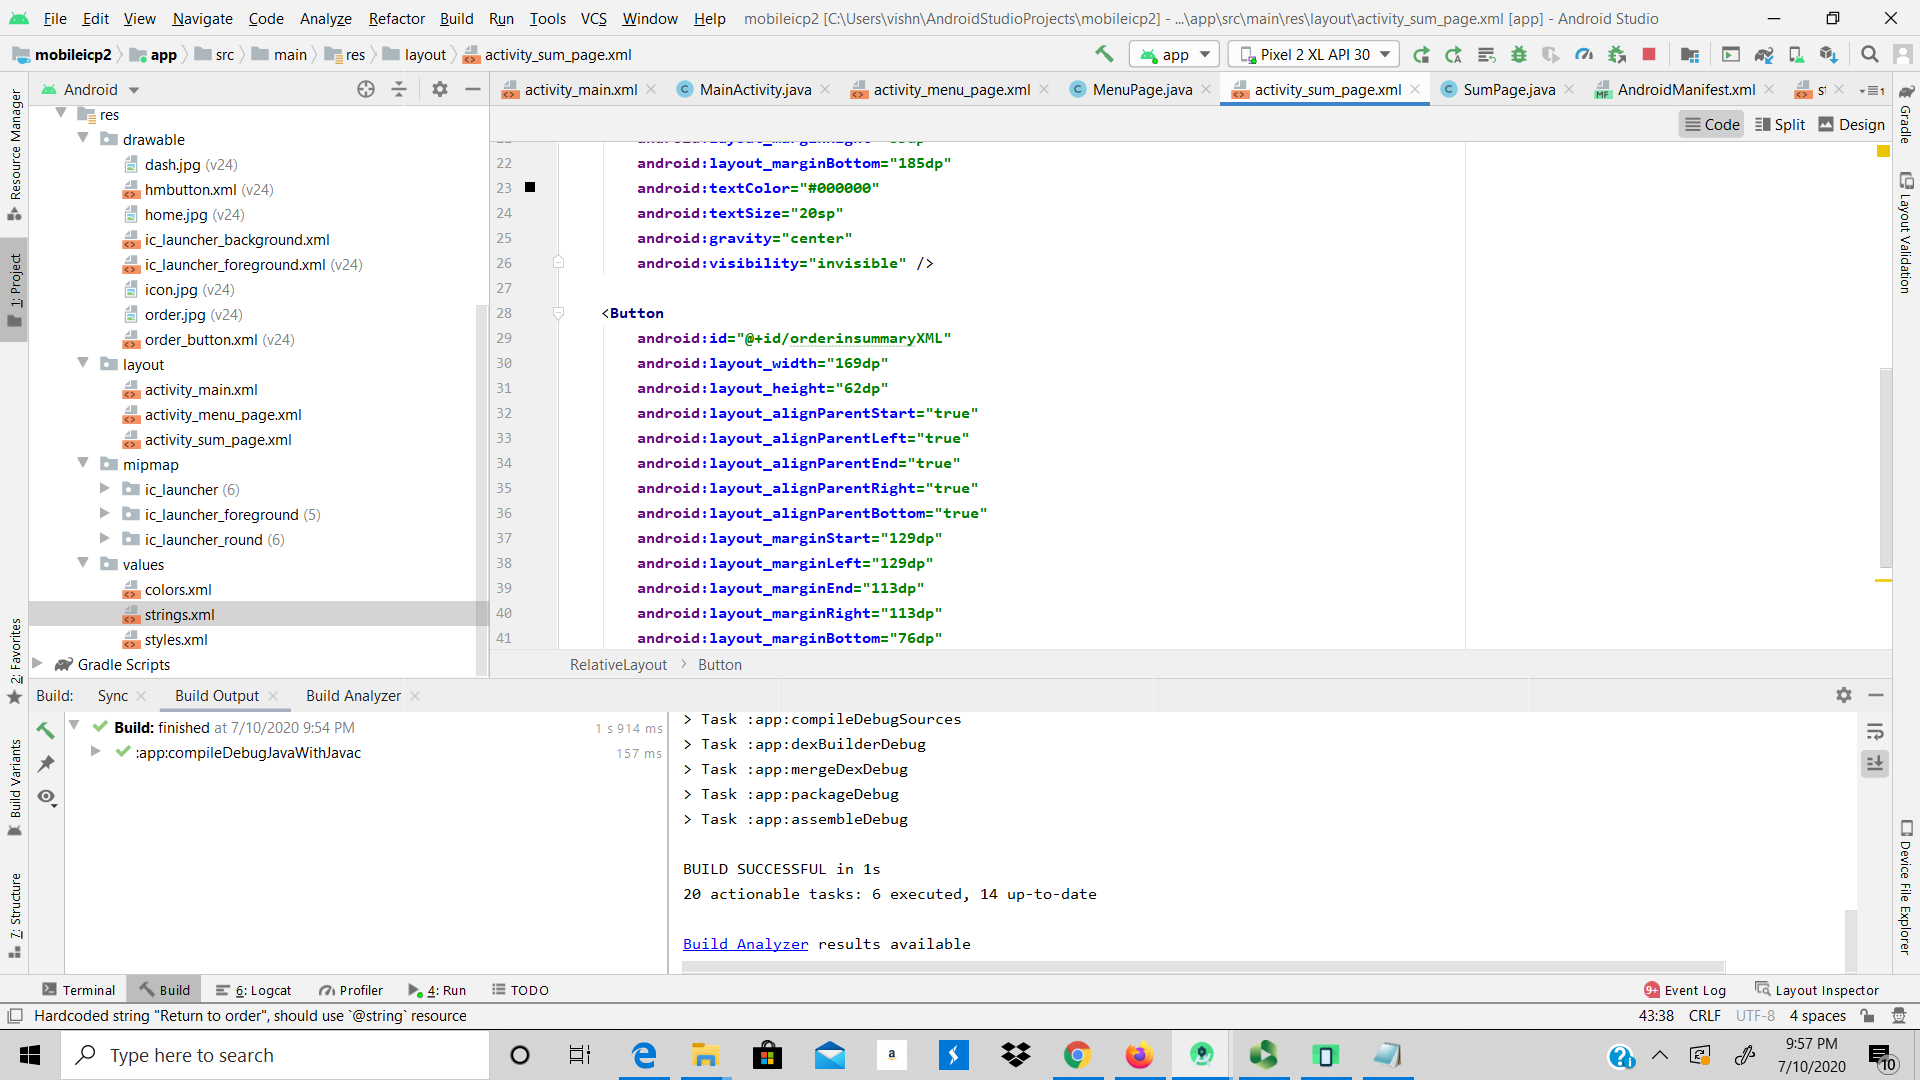 File Edit View Navigate Code Analyze Refactor Build Run Tools VCS Window Help mobileicp2 [C:\Users\vishn\AndroidStudioProjects\mobileicp2] - ...\app\src\main\res\layout\activity_sum_page.xml [app] - Android Studio
mobileicp2 app src main res layout activity_sum_page.xml app Pixel 2 XL API 30
Android activity_main.xml MainActivity.java activity_menu_page.xml MenuPage.java activity_sum_page.xml SumPage.java AndroidManifest.xml
Code Split Design
Resource Manager
1: Project
2: Favorites
Build Variants
7: Structure
res
drawable
dash.jpg (v24)
hmbutton.xml (v24)
home.jpg (v24)
ic_launcher_background.xml
ic_launcher_foreground.xml (v24)
icon.jpg (v24)
order.jpg (v24)
order_button.xml (v24)
layout
activity_main.xml
activity_menu_page.xml
activity_sum_page.xml
mipmap
ic_launcher (6)
ic_launcher_foreground (5)
ic_launcher_round (6)
values
colors.xml
strings.xml
styles.xml
Gradle Scripts
22 android:layout_marginBottom="185dp"
23 android:textColor="#000000"
24 android:textSize="20sp"
25 android:gravity="center"
26 android:visibility="invisible" />
27
28 <Button
29 android:id="@+id/orderinsummaryXML"
30 android:layout_width="169dp"
31 android:layout_height="62dp"
32 android:layout_alignParentStart="true"
33 android:layout_alignParentLeft="true"
34 android:layout_alignParentEnd="true"
35 android:layout_alignParentRight="true"
36 android:layout_alignParentBottom="true"
37 android:layout_marginStart="129dp"
38 android:layout_marginLeft="129dp"
39 android:layout_marginEnd="113dp"
40 android:layout_marginRight="113dp"
41 android:layout_marginBottom="76dp"
RelativeLayout Button
Gradle
Layout Validation
Device File Explorer
Build: Sync Build Output Build Analyzer
Build: finished at 7/10/2020 9:54 PM 1 s 914 ms
:app:compileDebugJavaWithJavac 157 ms
> Task :app:compileDebugSources
> Task :app:dexBuilderDebug
> Task :app:mergeDexDebug
> Task :app:packageDebug
> Task :app:assembleDebug
BUILD SUCCESSFUL in 1s
20 actionable tasks: 6 executed, 14 up-to-date
Build Analyzer results available
Terminal Build 6: Logcat Profiler 4: Run TODO 9+ Event Log Layout Inspector
Hardcoded string "Return to order", should use `@string` resource 43:38 CRLF UTF-8 4 spaces
Type here to search
9:57 PM
7/10/2020
10